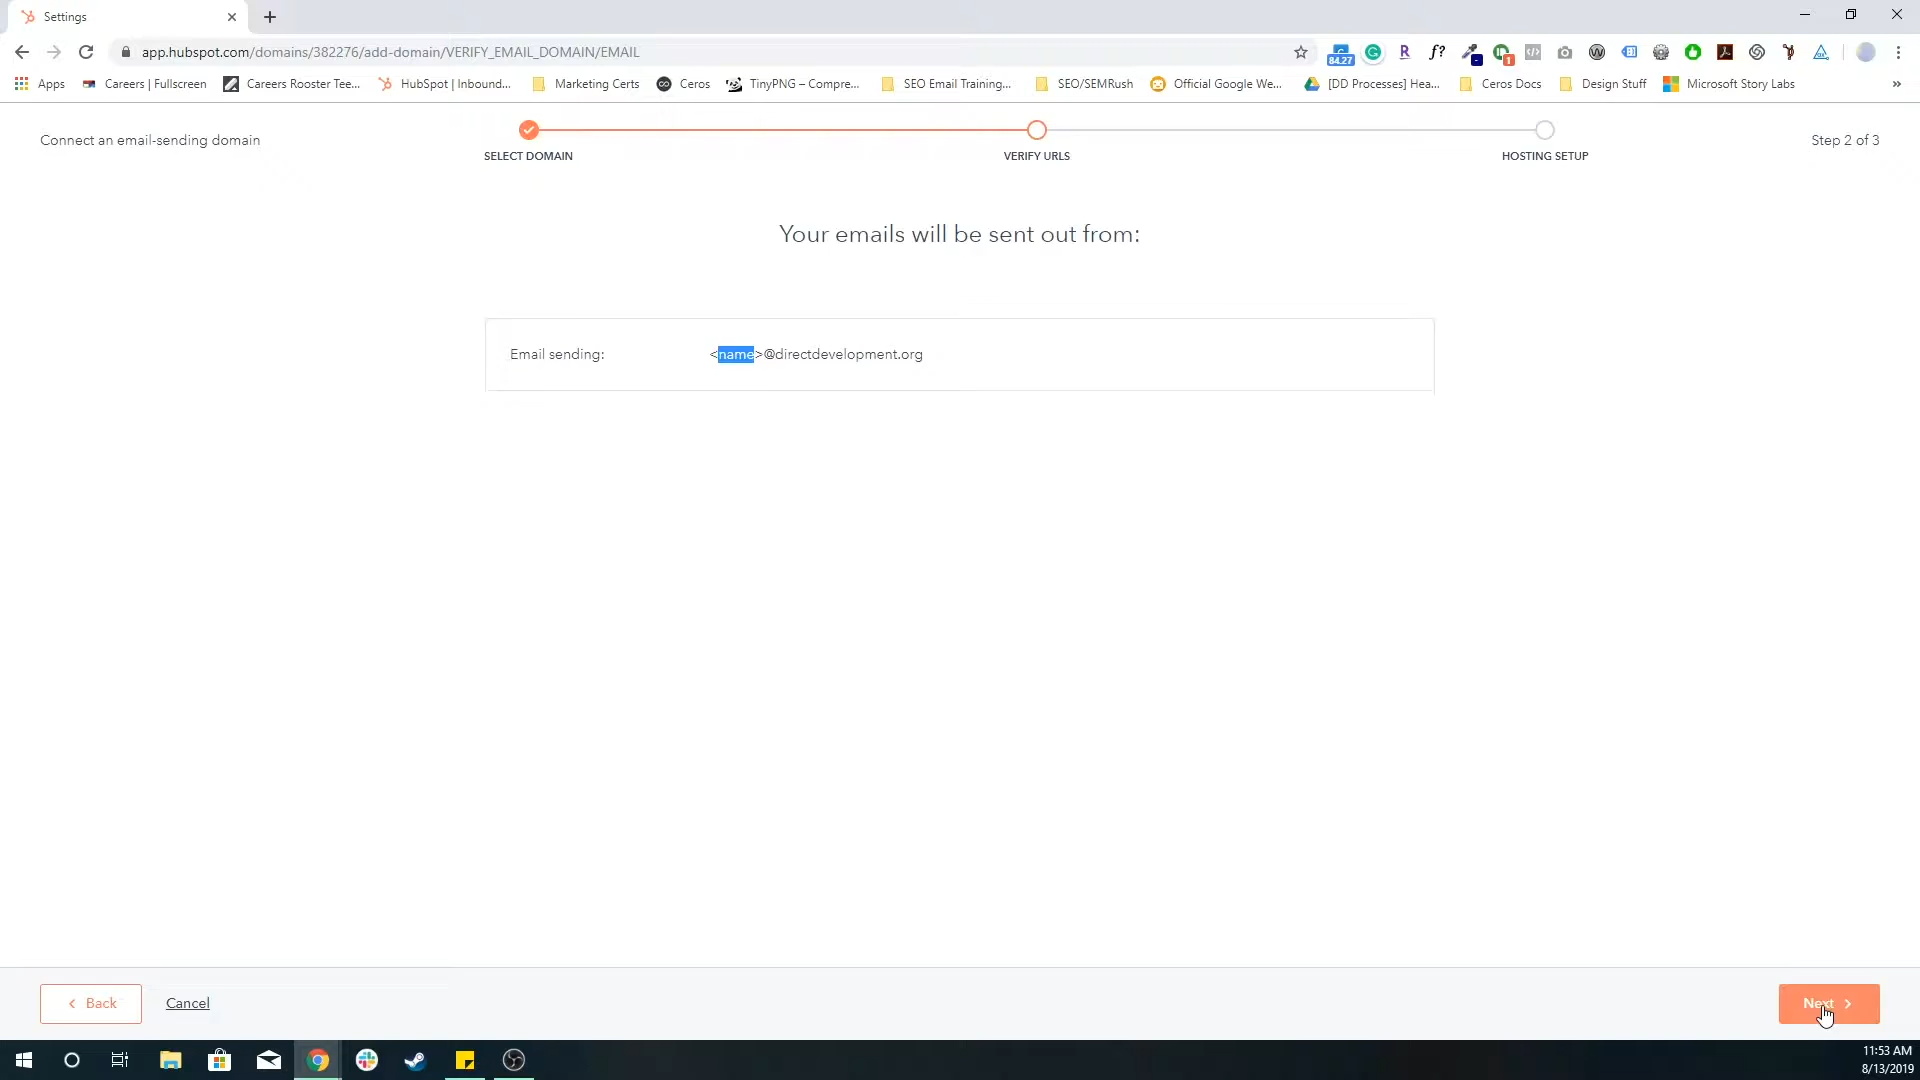 Settings
app.hubspot.com/domains/382276/add-domain/VERIFY_EMAIL_DOMAIN/EMAIL
84.27
1
Apps
Careers | Fullscreen
Careers Rooster Tee...
HubSpot | Inbound...
Marketing Certs
Ceros
TinyPNG – Compre...
SEO Email Training...
SEO/SEMRush
Official Google We...
[DD Processes] Hea...
Ceros Docs
Design Stuff
Microsoft Story Labs
»
Connect an email-sending domain
SELECT DOMAIN
VERIFY URLS
HOSTING SETUP
Step 2 of 3
Your emails will be sent out from:
Email sending:
<name>@directdevelopment.org
Back
Cancel
Next
11:53 AM
8/13/2019